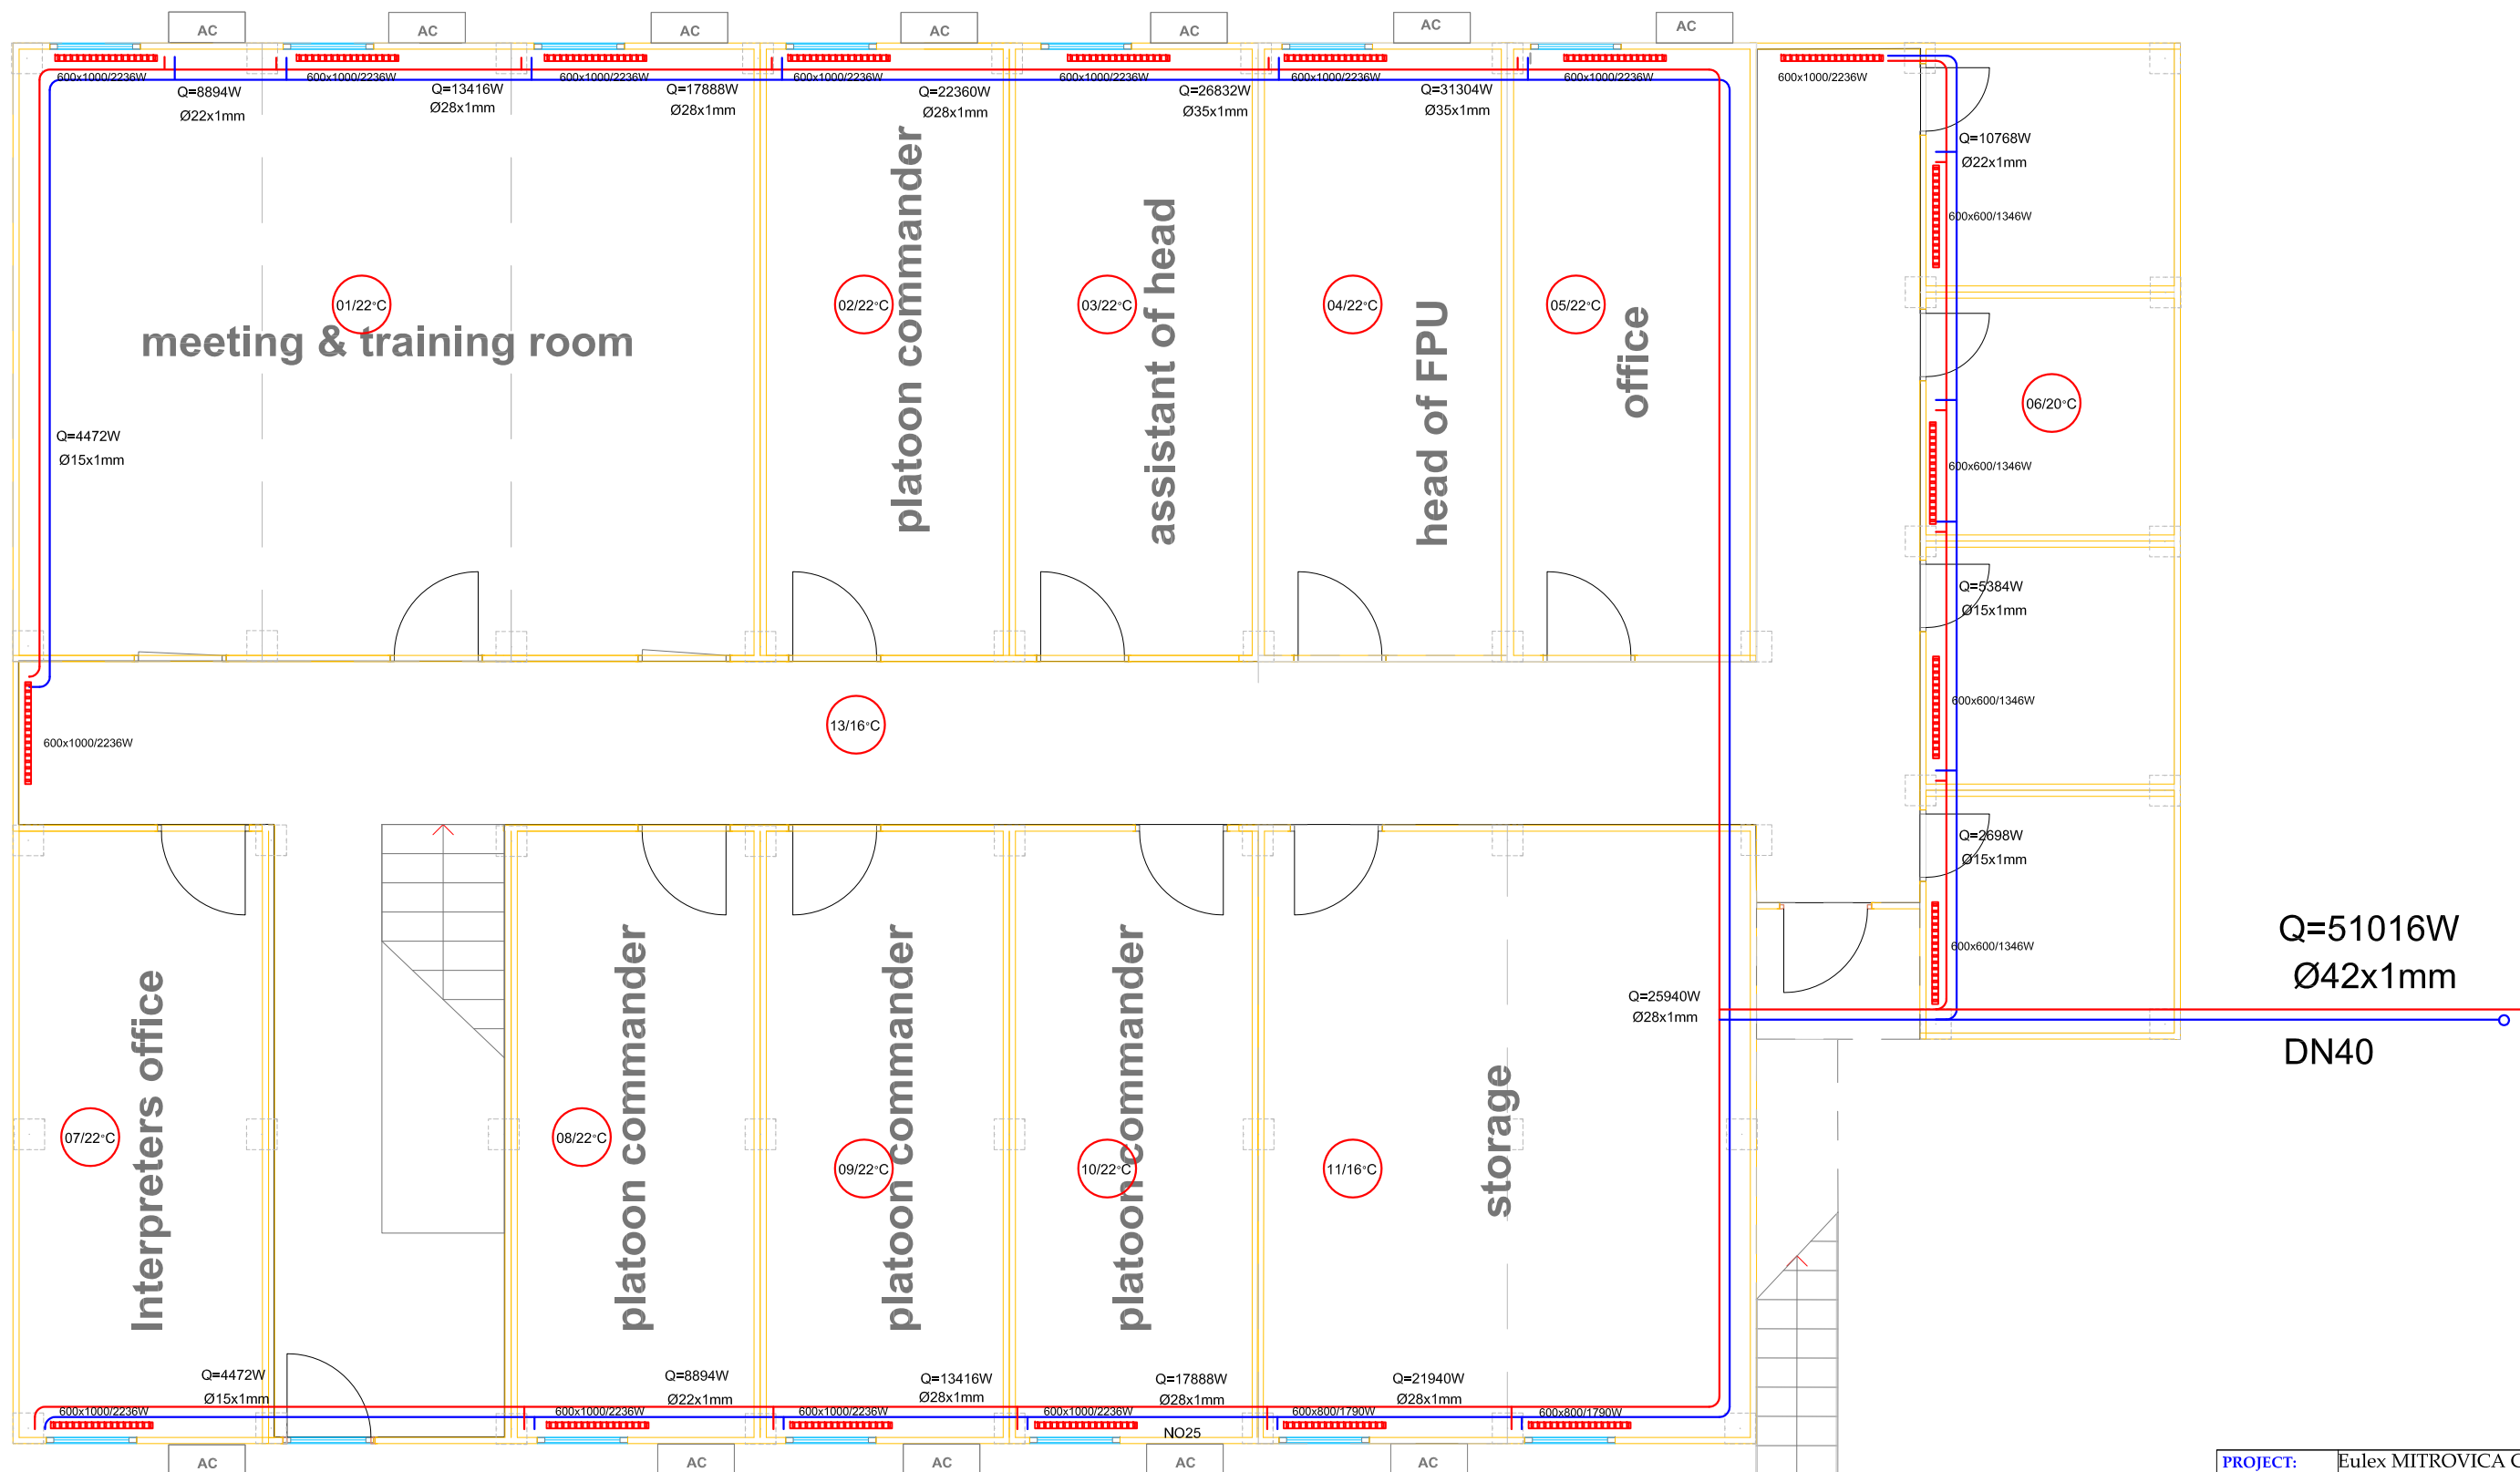 AC
AC
AC
AC
AC
AC
AC
600x1000/2236W
600x1000/2236W
600x1000/2236W
600x1000/2236W
600x1000/2236W
600x1000/2236W
600x1000/2236W
600x1000/2236W
Q=8894W
Ø22x1mm
Q=13416W
Ø28x1mm
Q=17888W
Ø28x1mm
Q=22360W
Ø28x1mm
Q=26832W
Ø35x1mm
Q=31304W
Ø35x1mm
Q=10768W
Ø22x1mm
600x600/1346W
01/22°C
meeting & training room
02/22°C
platoon commander
03/22°C
assistant of head
04/22°C
head of FPU
05/22°C
office
06/20°C
Q=4472W
Ø15x1mm
600x600/1346W
Q=5384W
Ø15x1mm
600x600/1346W
13/16°C
600x1000/2236W
Q=2698W
Ø15x1mm
600x600/1346W
Q=51016W
Ø42x1mm
DN40
Q=25940W
Ø28x1mm
07/22°C
Interpreters office
08/22°C
platoon commander
09/22°C
platoon commander
10/22°C
platoon commander
11/16°C
storage
Q=4472W
Ø15x1mm
Q=8894W
Ø22x1mm
Q=13416W
Ø28x1mm
Q=17888W
Ø28x1mm
Q=21940W
Ø28x1mm
600x1000/2236W
600x1000/2236W
600x1000/2236W
600x1000/2236W
600x800/1790W
600x800/1790W
NO25
AC
AC
AC
AC
AC
PROJECT: Eulex MITROVICA